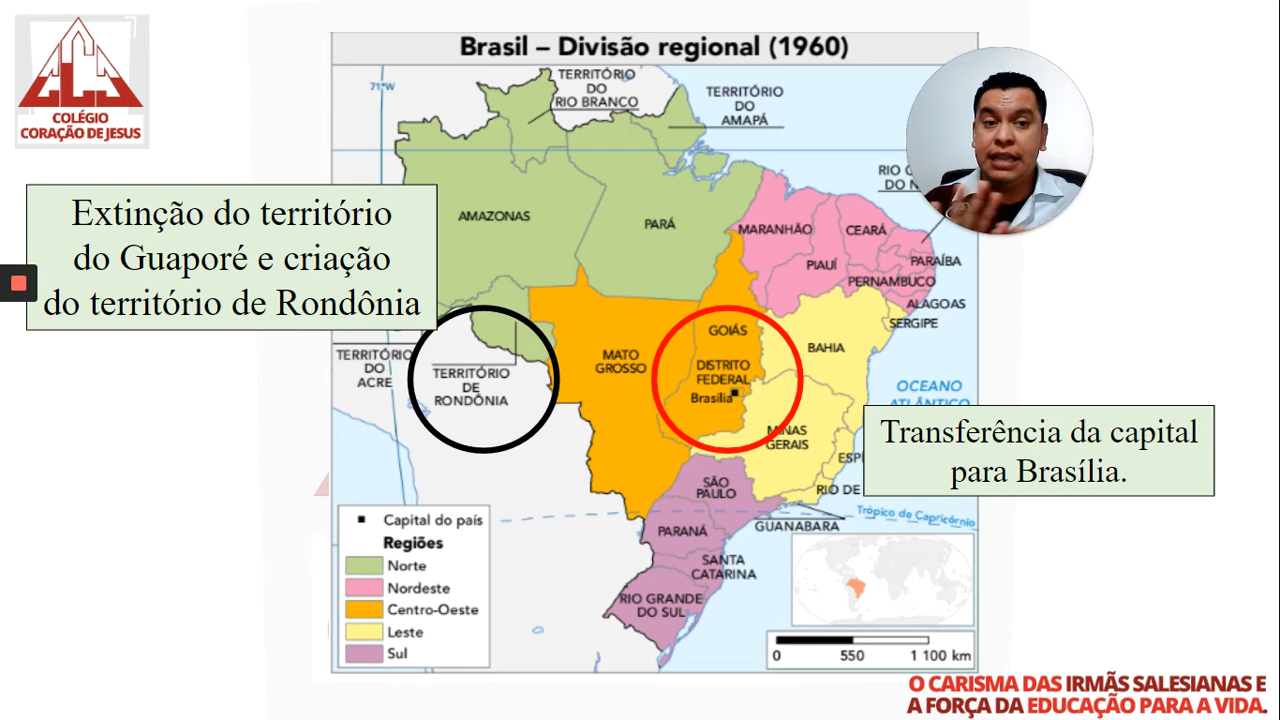 COLÉGIO
CORAÇÃO DE JESUS
Brasil – Divisão regional (1960)
71°W
TERRITÓRIO
DO
RIO BRANCO
TERRITÓRIO
DO
AMAPÁ
RIO
DO
Extinção do território
do Guaporé e criação
do território de Rondônia
AMAZONAS
PARÁ
MARANHÃO
CEARÁ
PIAUÍ
PARAÍBA
PERNAMBUCO
ALAGOAS
SERGIPE
GOIÁS
BAHIA
MATO
GROSSO
DISTRITO
FEDERAL
Brasília
TERRITÓRIO
DO
ACRE
TERRITÓRIO
DE
RONDÔNIA
OCEANO
ATLÂNTICO
Transferência da capital
para Brasília.
MINAS
GERAIS
RIO DE
SÃO
PAULO
GUANABARA
Trópico de Capricórnio
PARANÁ
SANTA
CATARINA
RIO GRANDE
DO SUL
Capital do país
Regiões
Norte
Nordeste
Centro-Oeste
Leste
Sul
0 550 1 100 km
O CARISMA DAS IRMÃS SALESIANAS E
A FORÇA DA EDUCAÇÃO PARA A VIDA.